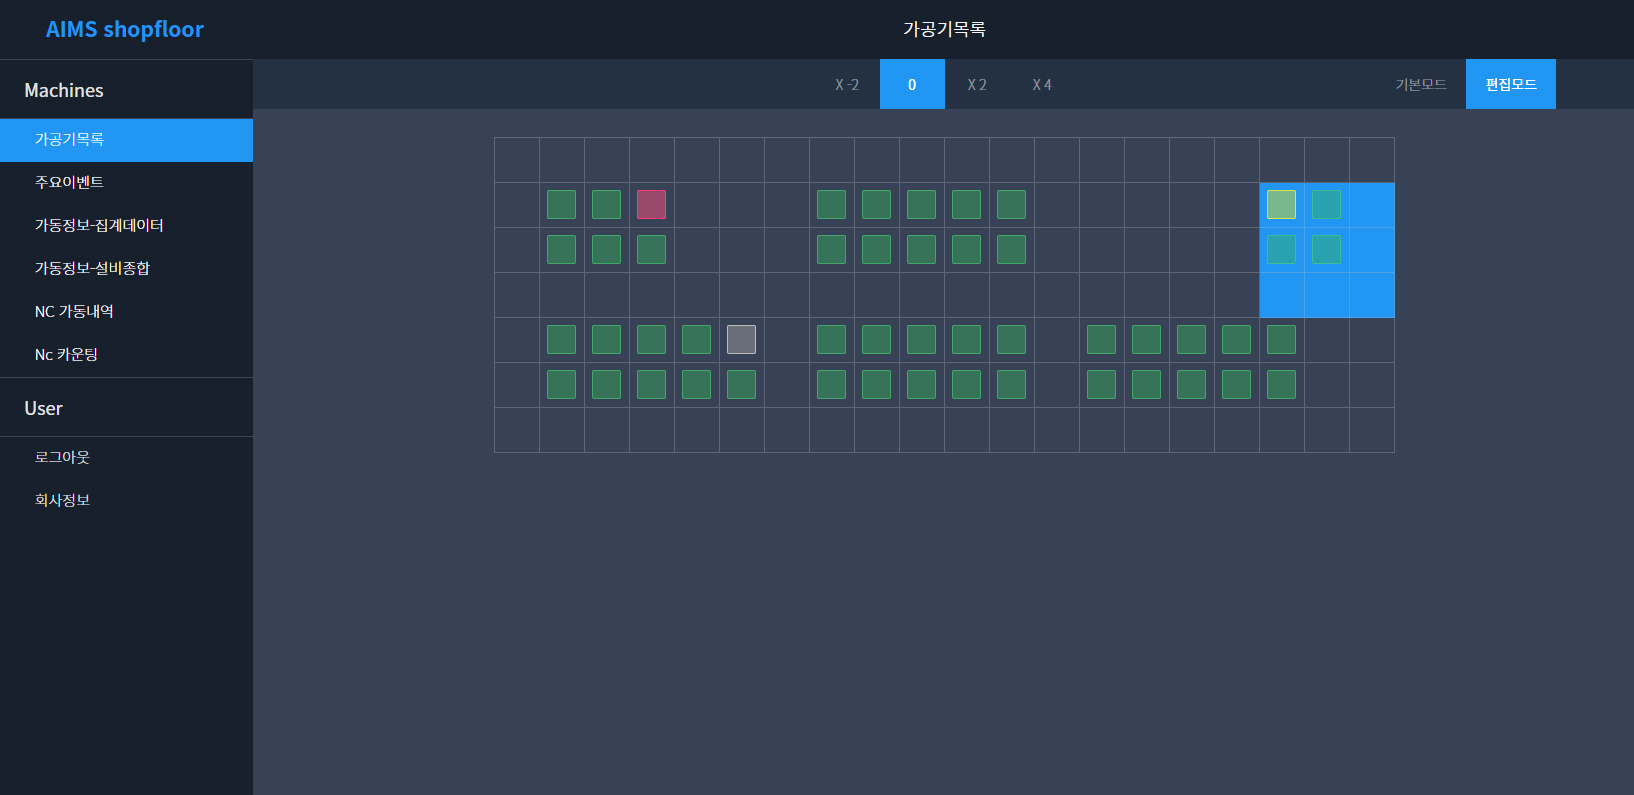 AIMS shopfloor
가공기목록
Machines
가공기목록
주요이벤트
가동정보-집계데이터
가동정보-설비종합
NC 가동내역
Nc 카운팅
User
로그아웃
회사정보
X -2
0
X 2
X 4
기본모드
편집모드